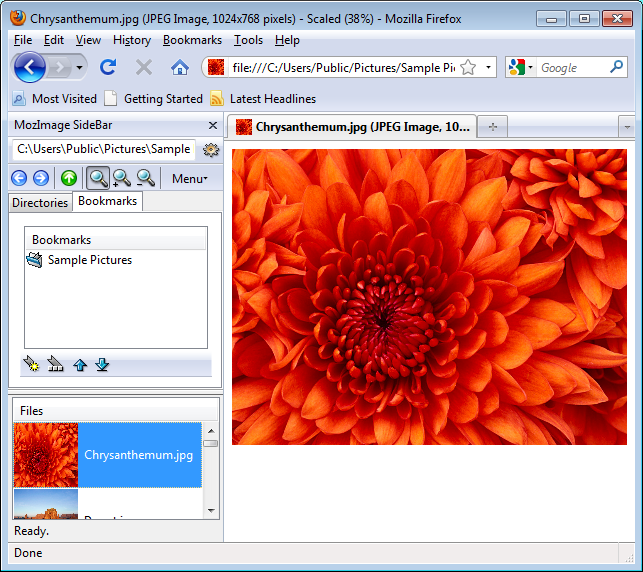 Chrysanthemum.jpg (JPEG Image, 1024x768 pixels) - Scaled (38%) - Mozilla Firefox
File Edit View History Bookmarks Tools Help
file:///C:/Users/Public/Pictures/Sample Pi
Google
Most Visited Getting Started Latest Headlines
MozImage SideBar
Chrysanthemum.jpg (JPEG Image, 10...
C:\Users\Public\Pictures\Sample
Menu
Directories Bookmarks
Bookmarks
Sample Pictures
Files
Chrysanthemum.jpg
Ready.
Done